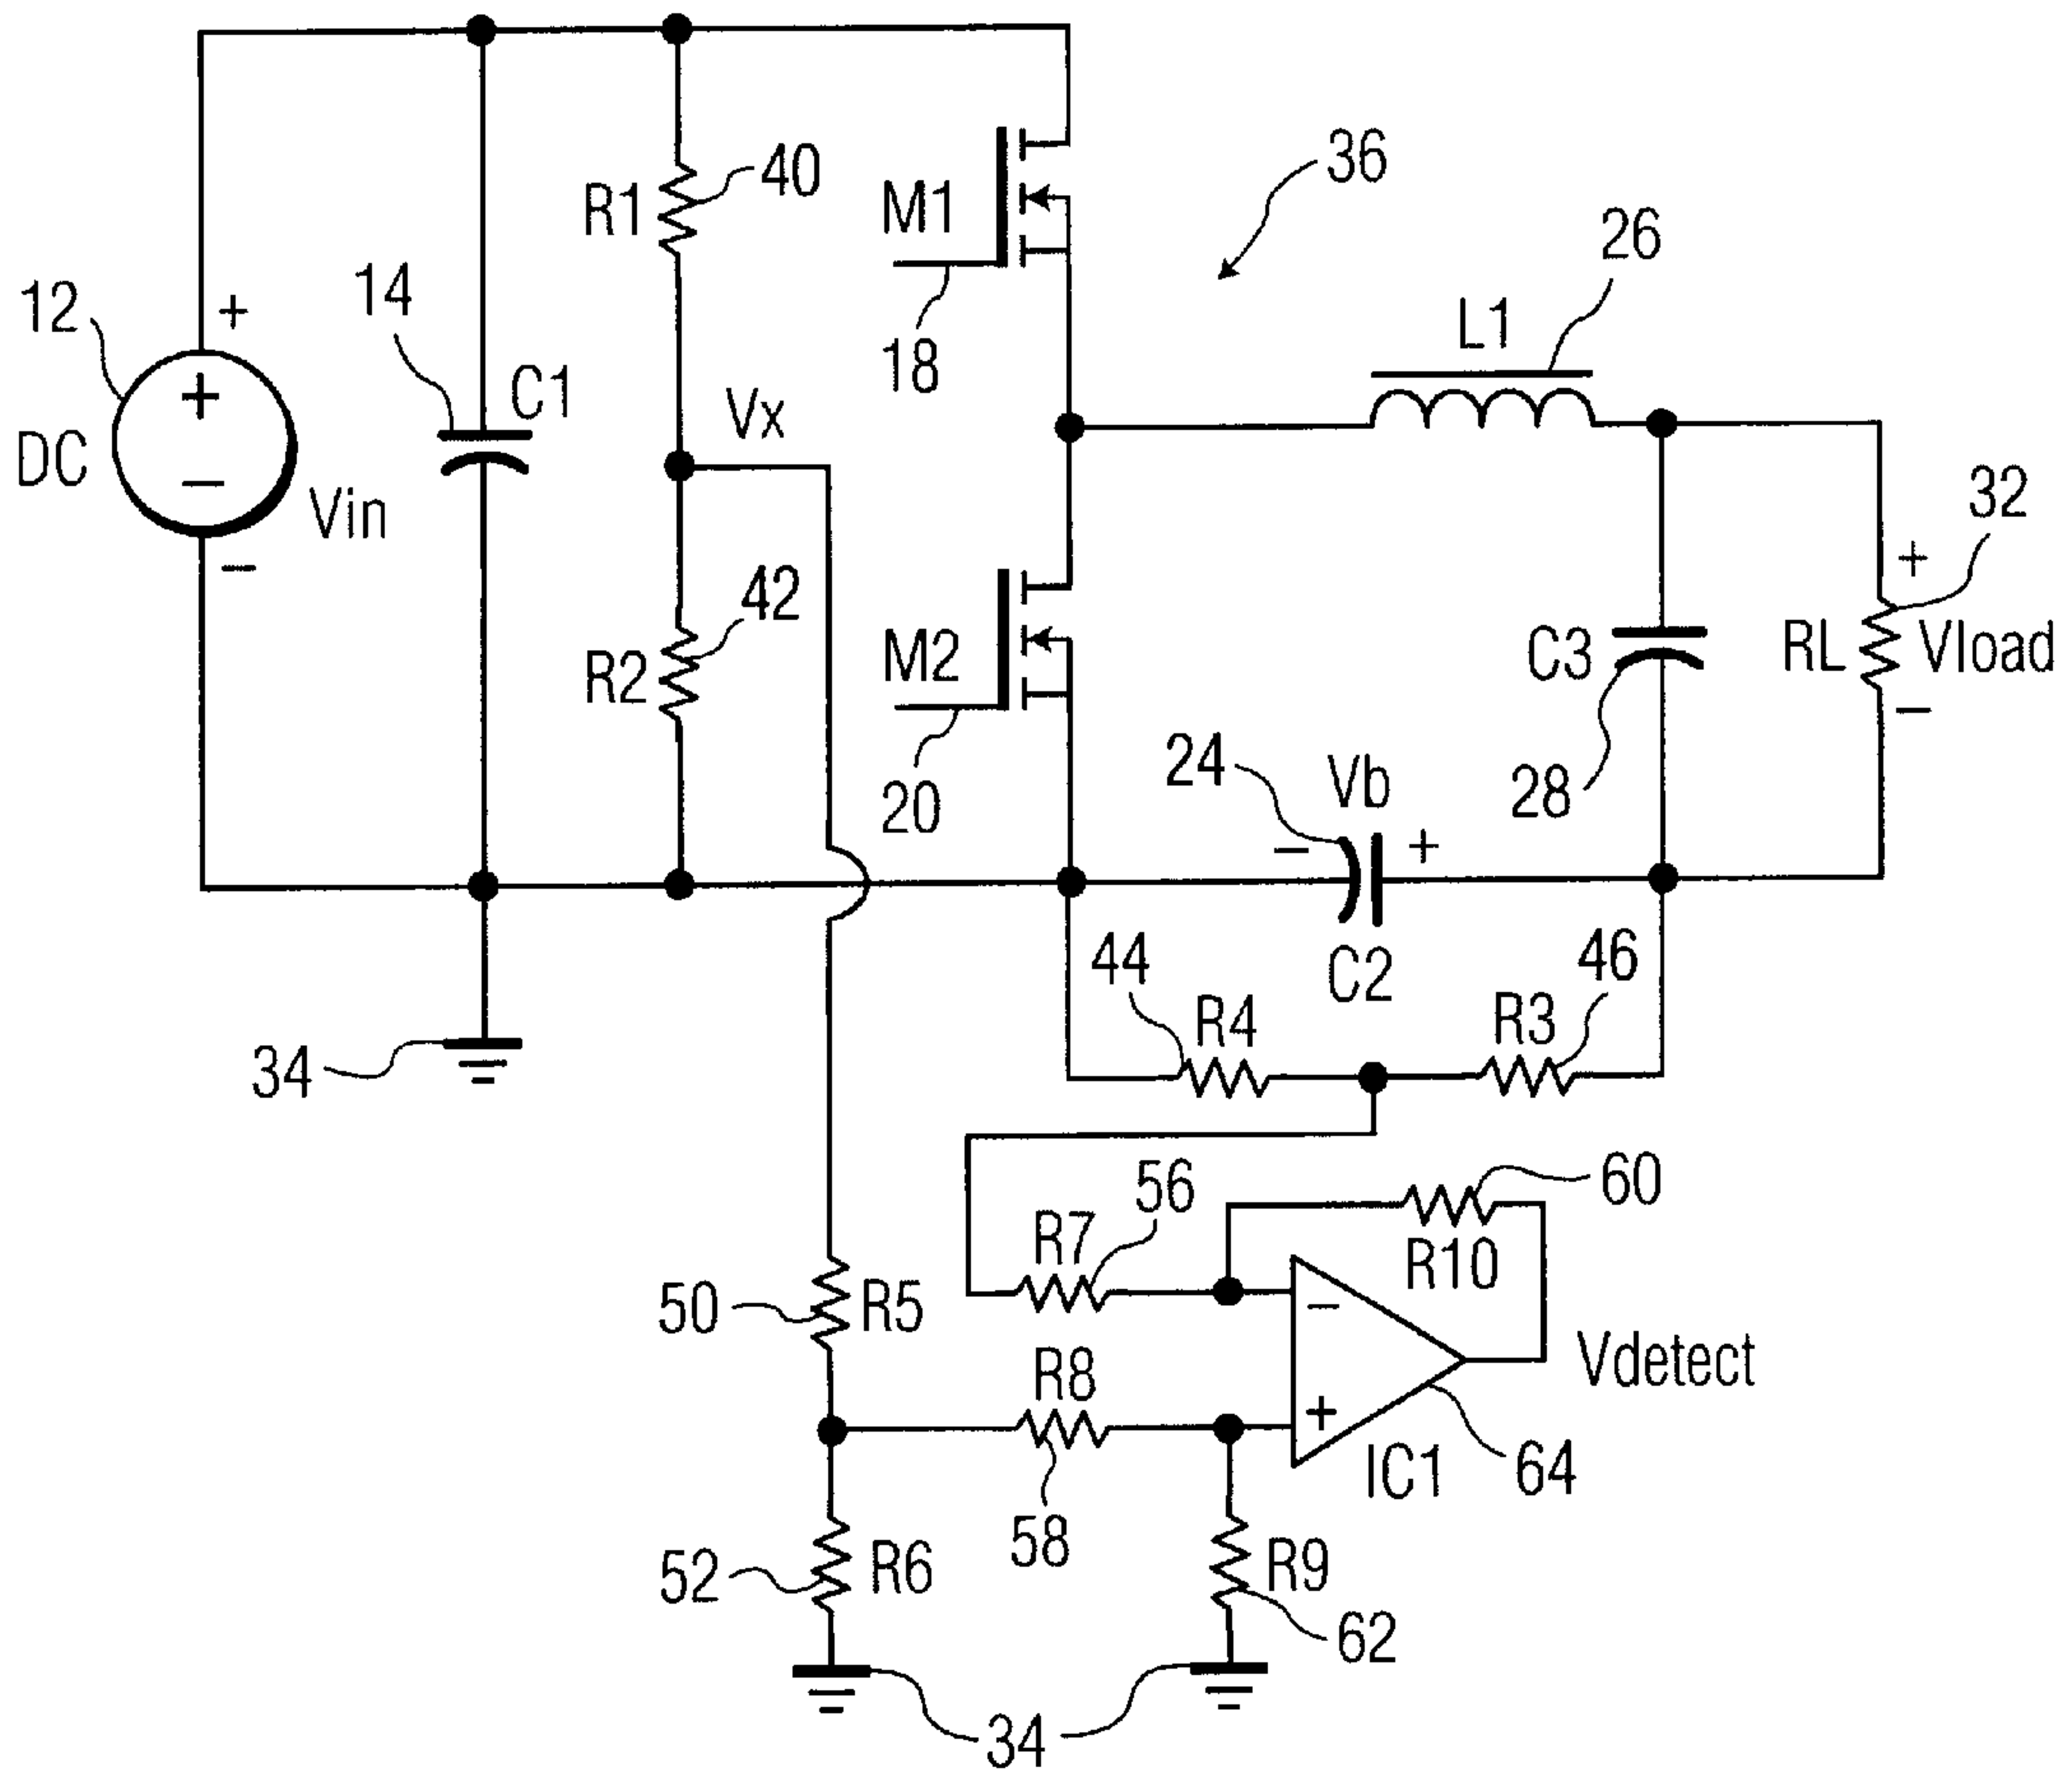 36
40
R1
M1
26
12
+
14
L1
18
C1
+
DC
Vx
−
Vin
32
+
−
42
M2
C3
RL
Vload
R2
−
24
Vb
28
20
−
+
44
C2
46
R4
R3
34
56
60
R7
R10
50
R5
−
R8
Vdetect
+
IC1
64
58
52
R6
R9
62
34